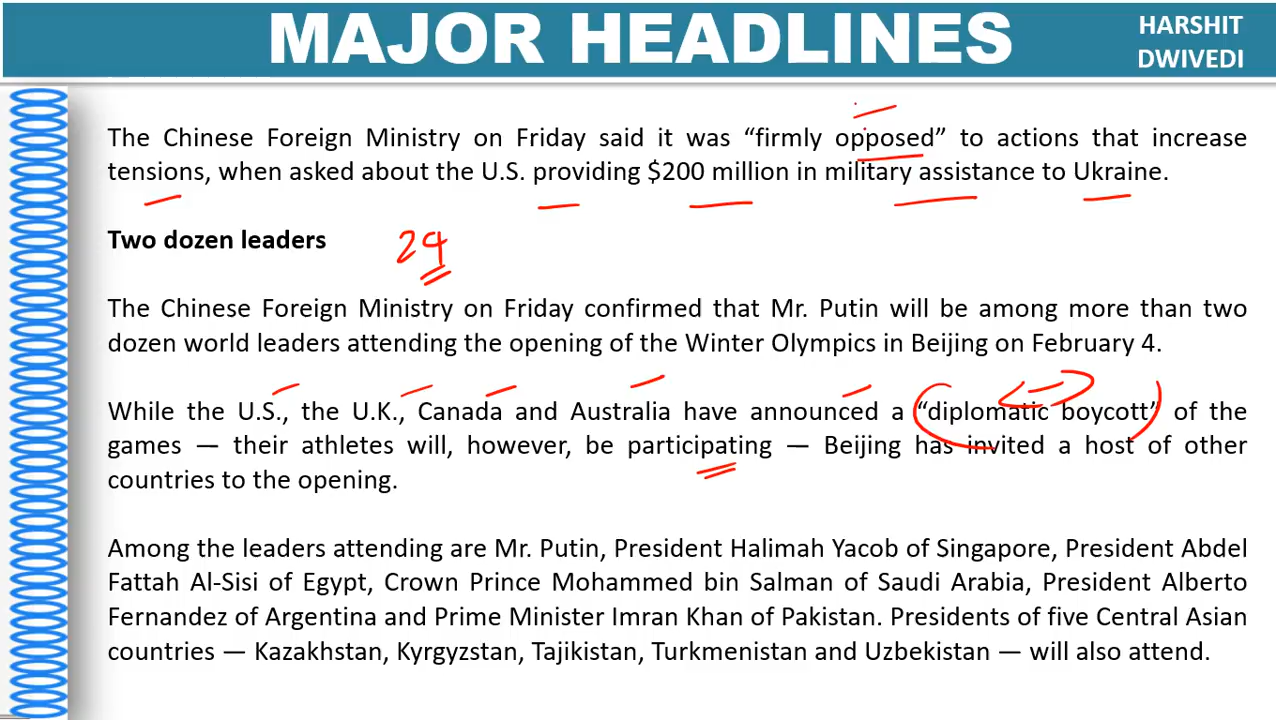 MAJOR HEADLINES
HARSHIT
DWIVEDI
The Chinese Foreign Ministry on Friday said it was “firmly opposed” to actions that increase
tensions, when asked about the U.S. providing $200 million in military assistance to Ukraine.
Two dozen leaders
24
The Chinese Foreign Ministry on Friday confirmed that Mr. Putin will be among more than two
dozen world leaders attending the opening of the Winter Olympics in Beijing on February 4.
While the U.S., the U.K., Canada and Australia have announced a “diplomatic boycott” of the
games — their athletes will, however, be participating — Beijing has invited a host of other
countries to the opening.
Among the leaders attending are Mr. Putin, President Halimah Yacob of Singapore, President Abdel
Fattah Al-Sisi of Egypt, Crown Prince Mohammed bin Salman of Saudi Arabia, President Alberto
Fernandez of Argentina and Prime Minister Imran Khan of Pakistan. Presidents of five Central Asian
countries — Kazakhstan, Kyrgyzstan, Tajikistan, Turkmenistan and Uzbekistan — will also attend.